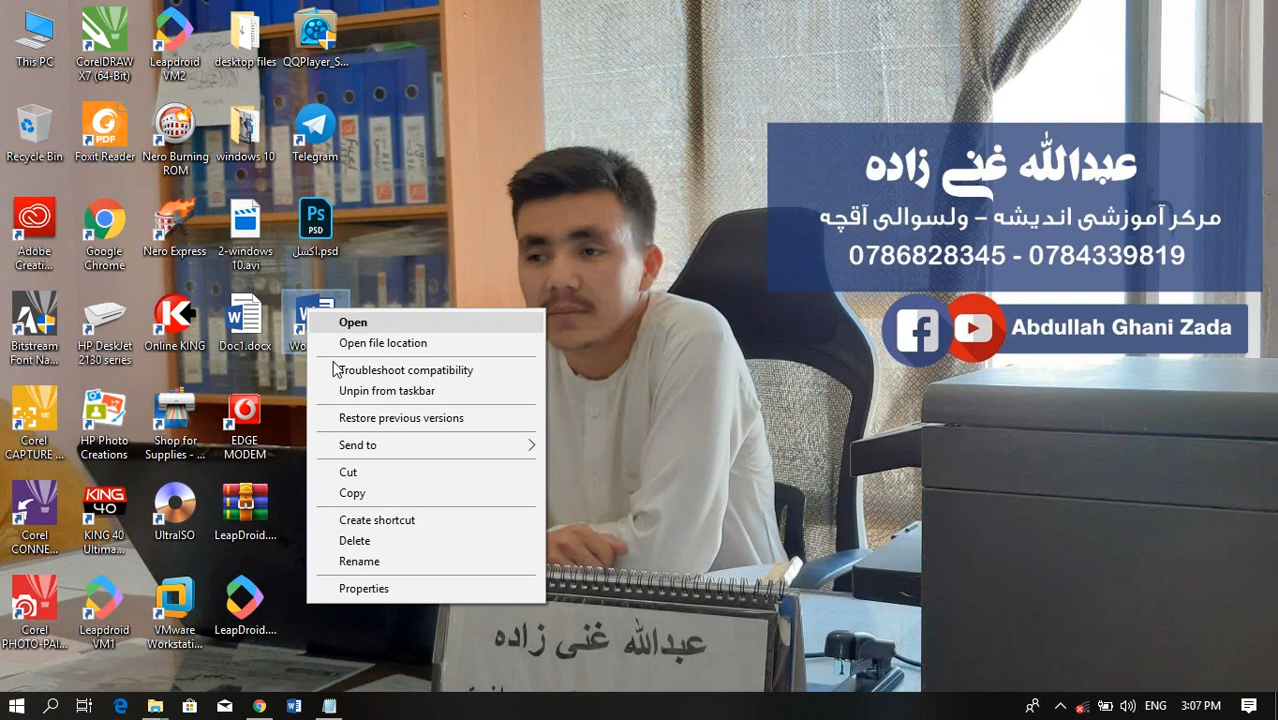 This PC
CorelDRAW X7 (64-Bit)
Leapdroid VM2
desktop files
QQPlayer_S...
Recycle Bin
Foxit Reader
Nero Burning ROM
windows 10
Telegram
Adobe Creati...
Google Chrome
Nero Express
2-windows 10.avi
اکسل.psd
Bitstream Font Na...
HP DeskJet 2130 series
Online KING
Doc1.docx
Corel CAPTURE ...
HP Photo Creations
Shop for Supplies - ...
EDGE MODEM
Corel CONNE...
KING 40 Ultima...
UltraISO
LeapDroid....
Corel PHOTO-PAI...
Leapdroid VM1
VMware Workstati...
LeapDroid....
Open
Open file location
Troubleshoot compatibility
Unpin from taskbar
Restore previous versions
Send to
Cut
Copy
Create shortcut
Delete
Rename
Properties
عبدالله غنی زاده
مرکز آموزشی اندیشه – ولسوالی آقچه
0786828345 - 0784339819
Abdullah Ghani Zada
عبدالله غنی زاده
ENG
3:07 PM